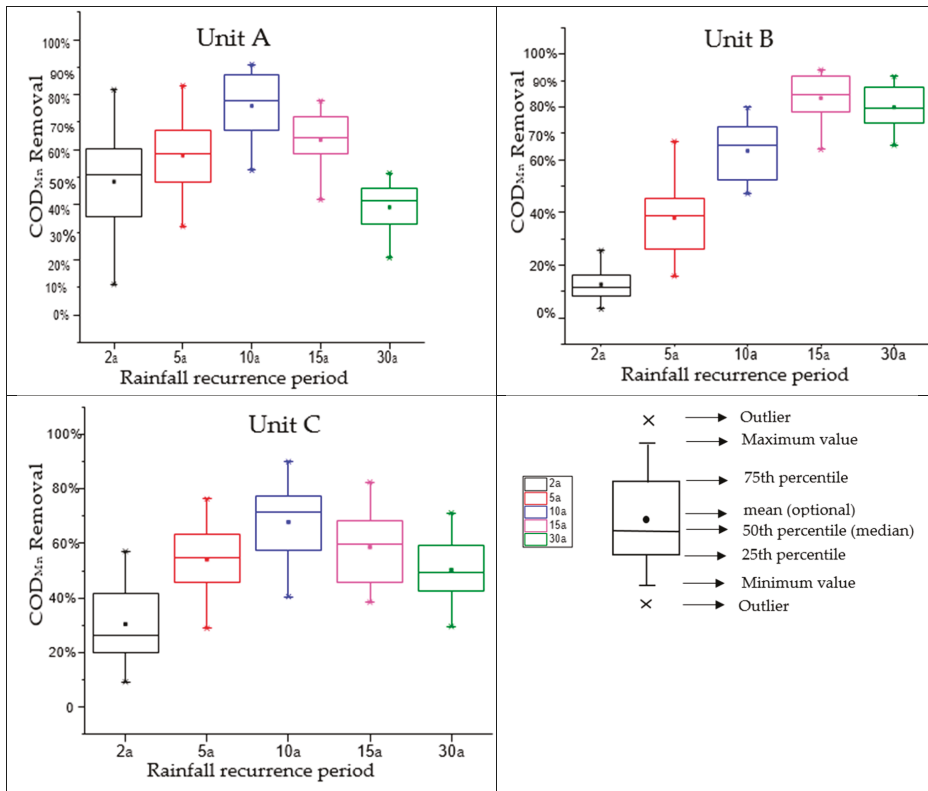 Unit A
COD_Mn Removal
100%
90%
80%
70%
60%
50%
40%
30%
20%
10%
0%
2a 5a 10a 15a 30a
Rainfall recurrence period
Unit B
COD_Mn Removal
100%
80%
60%
40%
20%
0%
2a 5a 10a 15a 30a
Rainfall recurrence period
Unit C
COD_Mn Removal
100%
80%
60%
40%
20%
0
2a 5a 10a 15a 30a
Rainfall recurrence period
2a
5a
10a
15a
30a
Outlier
Maximum value
75th percentile
mean (optional)
50th percentile (median)
25th percentile
Minimum value
Outlier